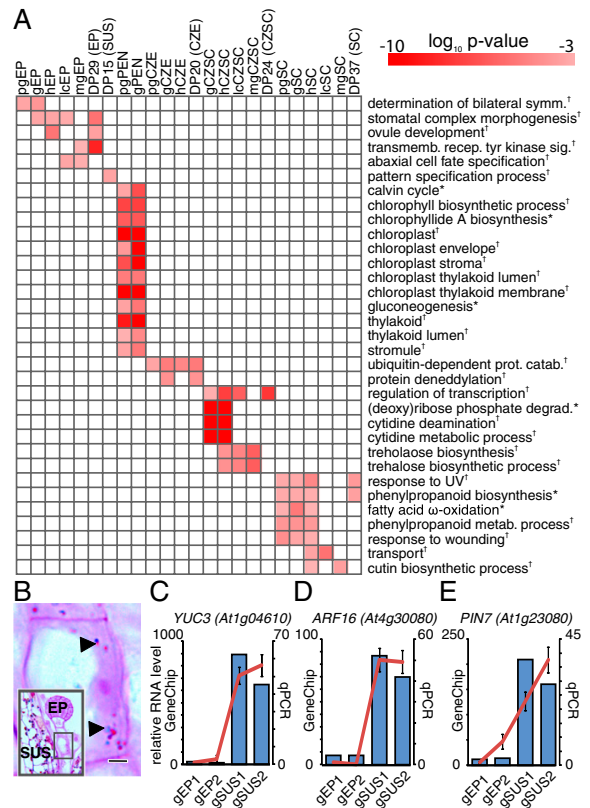 A
log10 p-value
-10
-3
pgEP
gEP
hEP
lcEP
mgEP
DP29 (EP)
DP15 (SUS)
pgPEN
gPEN
pgCZE
gCZE
hCZE
DP20 (CZE)
gCZSC
hCZSC
lcCZSC
mgCZSC
DP24 (CZSC)
pgSC
gSC
hSC
lcSC
mgSC
DP37 (SC)
determination of bilateral symm.†
stomatal complex morphogenesis†
ovule development†
transmemb. recep. tyr kinase sig.†
abaxial cell fate specification†
pattern specification process†
calvin cycle*
chlorophyll biosynthetic process†
chlorophyllide A biosynthesis*
chloroplast†
chloroplast envelope†
chloroplast stroma†
chloroplast thylakoid lumen†
chloroplast thylakoid membrane†
gluconeogenesis*
thylakoid†
thylakoid lumen†
stromule†
ubiquitin-dependent prot. catab.†
protein deneddylation†
regulation of transcription†
(deoxy)ribose phosphate degrad.*
cytidine deamination†
cytidine metabolic process†
treholaose biosynthesis†
trehalose biosynthetic process†
response to UV†
phenylpropanoid biosynthesis*
fatty acid ω-oxidation*
phenylpropanoid metab. process†
response to wounding†
transport†
cutin biosynthetic process†
B
EP
SUS
C
YUC3 (At1g04610)
1000
70
relative RNA level
GeneChip
qPCR
0
0
gEP1
gEP2
gSUS1
gSUS2
D
ARF16 (At4g30080)
100
60
GeneChip
qPCR
0
0
gEP1
gEP2
gSUS1
gSUS2
E
PIN7 (At1g23080)
250
45
GeneChip
qPCR
0
0
gEP1
gEP2
gSUS1
gSUS2